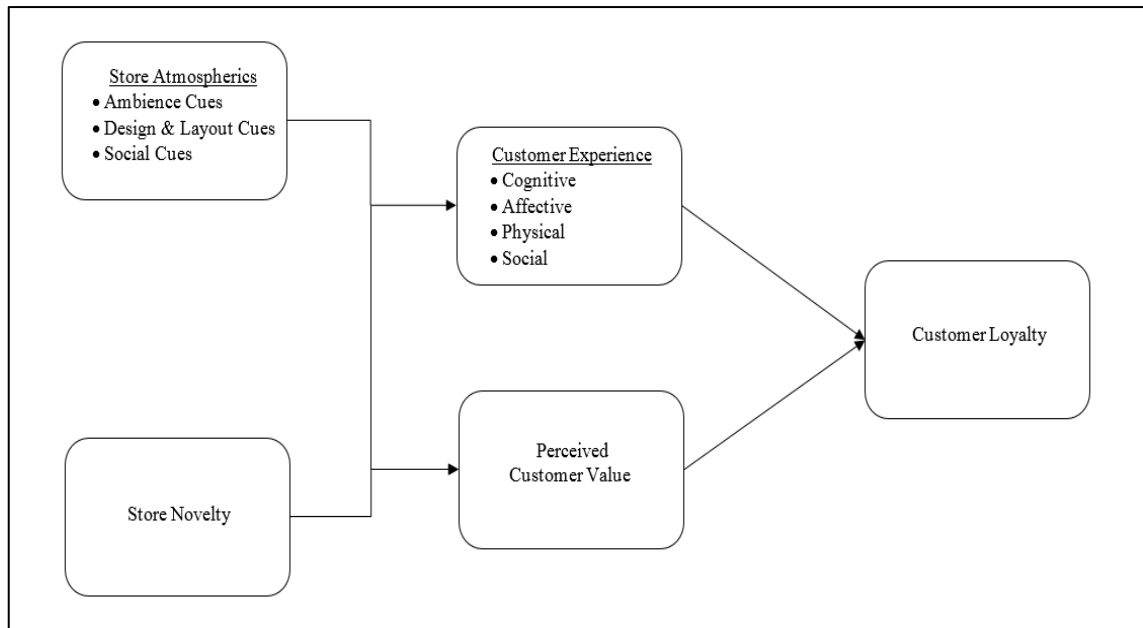 Store Atmospherics
• Ambience Cues
• Design & Layout Cues
• Social Cues
Customer Experience
• Cognitive
• Affective
• Physical
• Social
Customer Loyalty
Perceived
Customer Value
Store Novelty